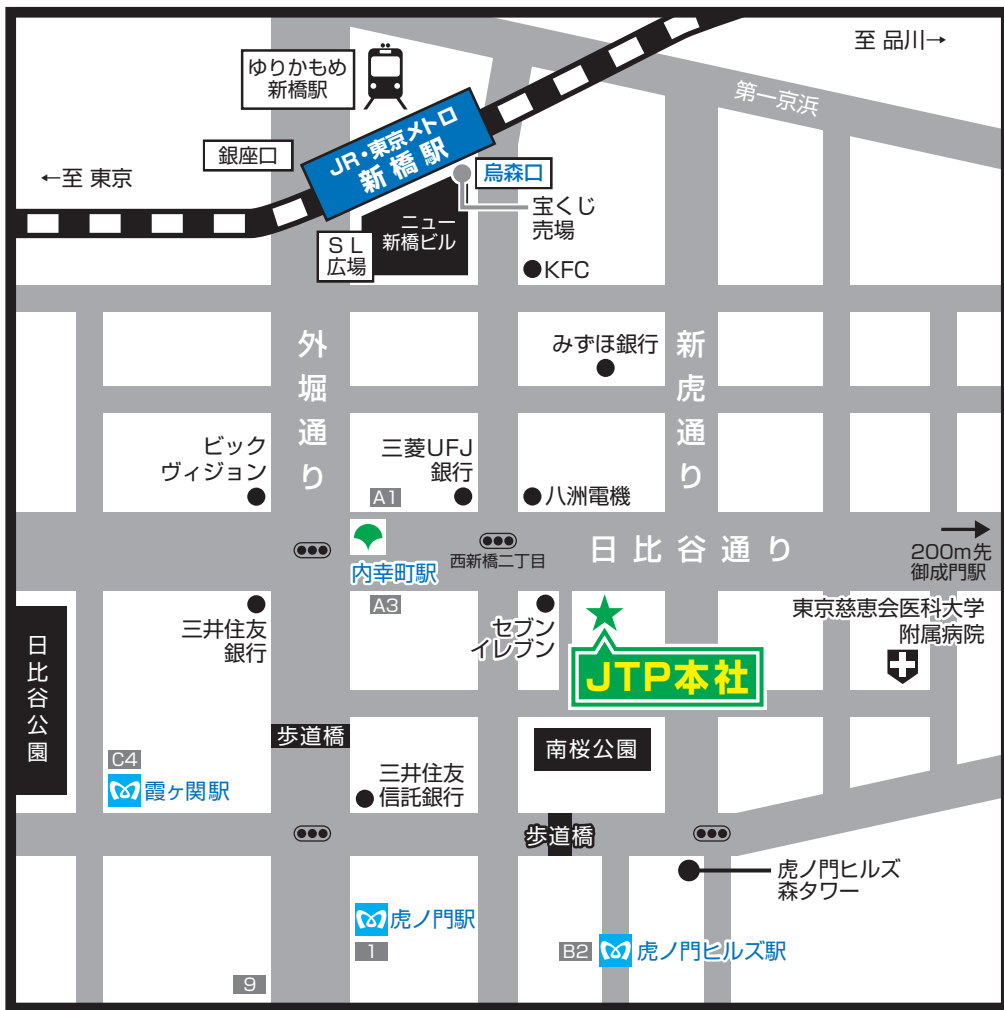 至 品川→
ゆりかもめ
新橋駅
第一京浜
JR・東京メトロ
新橋駅
銀座口
烏森口
←至 東京
宝くじ
売場
ニュー
新橋ビル
ＳＬ
広場
KFC
外堀通り
みずほ銀行
新虎通り
ビック
ヴィジョン
三菱UFJ
銀行
A1
八洲電機
日比谷通り
西新橋二丁目
200m先
御成門駅
内幸町駅
A3
三井住友
銀行
セブン
イレブン
東京慈恵会医科大学
附属病院
日比谷公園
JTP本社
歩道橋
南桜公園
C4
霞ヶ関駅
三井住友
信託銀行
歩道橋
虎ノ門ヒルズ
森タワー
虎ノ門駅
1
B2
虎ノ門ヒルズ駅
9